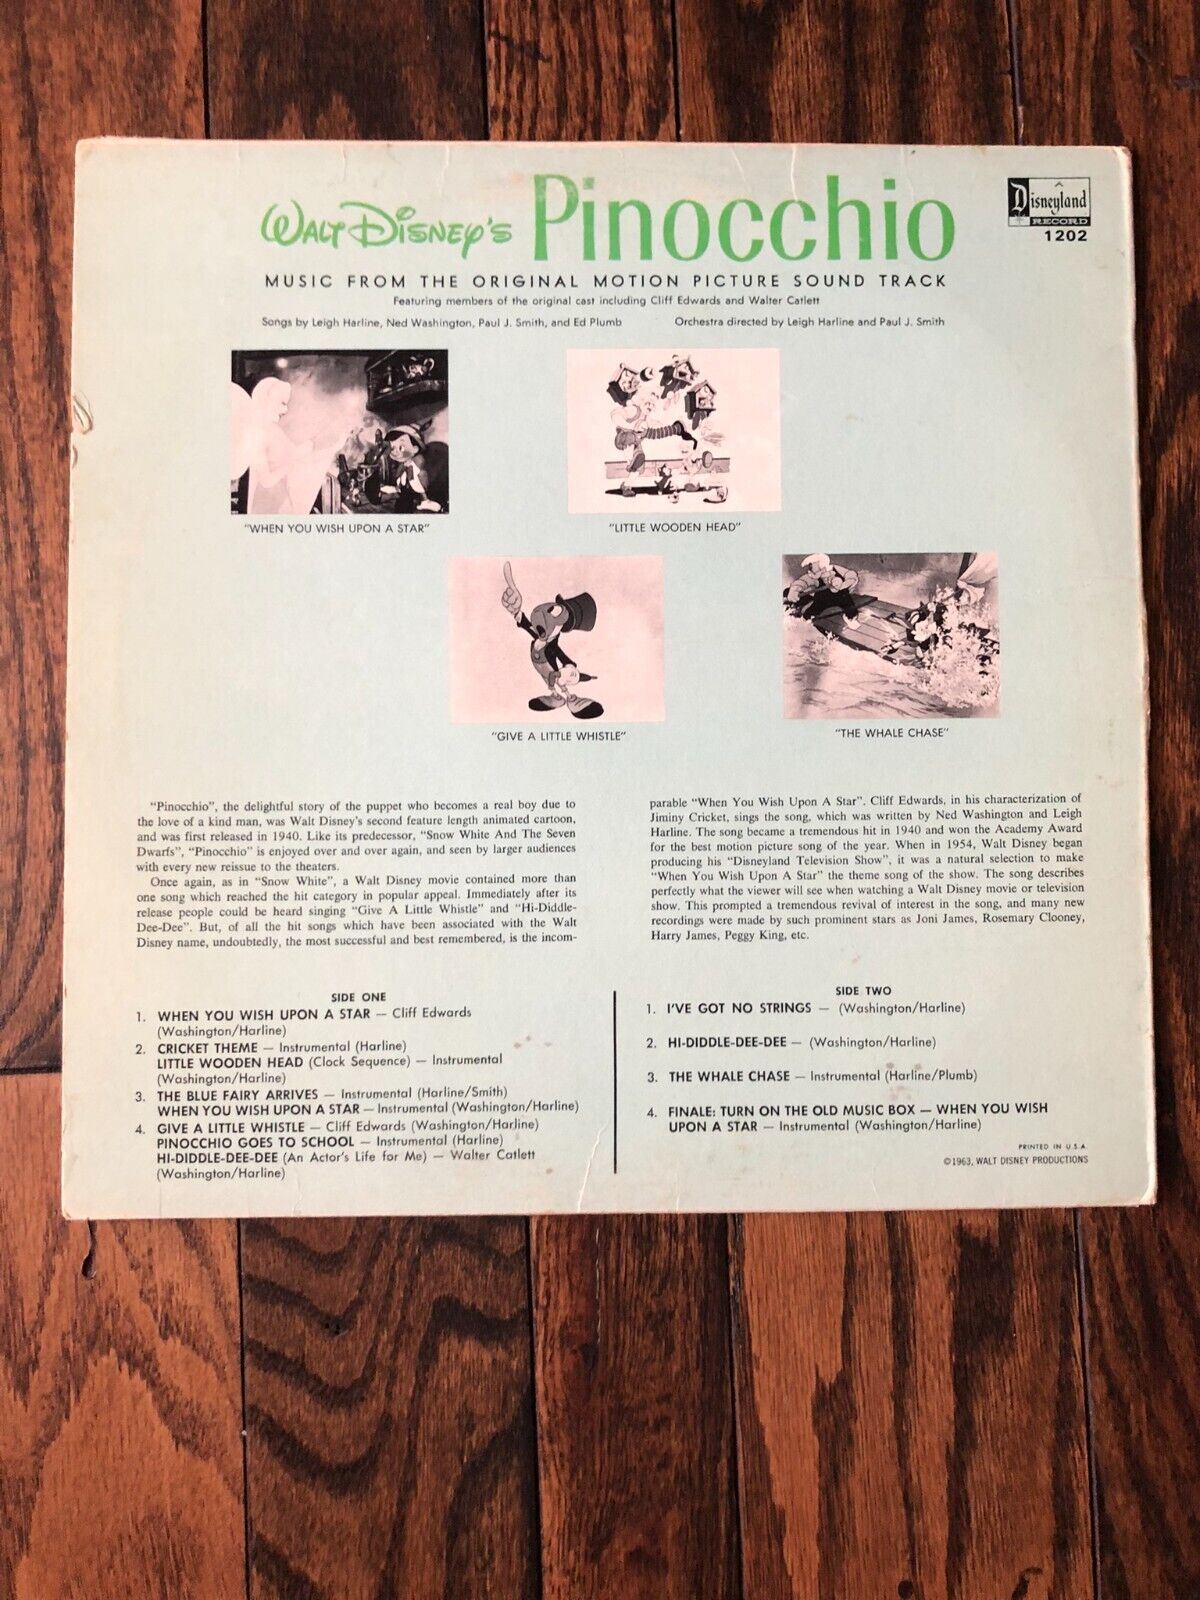 WALT DISNEY'S Pinocchio
Disneyland
RECORD
1202
MUSIC FROM THE ORIGINAL MOTION PICTURE SOUND TRACK
Featuring members of the original cast including Cliff Edwards and Walter Catlett
Songs by Leigh Harline, Ned Washington, Paul J. Smith, and Ed Plumb
Orchestra directed by Leigh Harline and Paul J. Smith
"WHEN YOU WISH UPON A STAR"
"LITTLE WOODEN HEAD"
"GIVE A LITTLE WHISTLE"
"THE WHALE CHASE"
"Pinocchio", the delightful story of the puppet who becomes a real boy due to
the love of a kind man, was Walt Disney's second feature length animated cartoon,
and was first released in 1940. Like its predecessor, "Snow White And The Seven
Dwarfs", "Pinocchio" is enjoyed over and over again, and seen by larger audiences
with every new reissue to the theaters.
Once again, as in "Snow White", a Walt Disney movie contained more than
one song which reached the hit category in popular appeal. Immediately after its
release people could be heard singing "Give A Little Whistle" and "Hi-Diddle-
Dee-Dee". But, of all the hit songs which have been associated with the Walt
Disney name, undoubtedly, the most successful and best remembered, is the incom-
parable "When You Wish Upon A Star". Cliff Edwards, in his characterization of
Jiminy Cricket, sings the song, which was written by Ned Washington and Leigh
Harline. The song became a tremendous hit in 1940 and won the Academy Award
for the best motion picture song of the year. When in 1954, Walt Disney began
producing his "Disneyland Television Show", it was a natural selection to make
"When You Wish Upon A Star" the theme song of the show. The song describes
perfectly what the viewer will see when watching a Walt Disney movie or television
show. This prompted a tremendous revival of interest in the song, and many new
recordings were made by such prominent stars as Joni James, Rosemary Clooney,
Harry James, Peggy King, etc.
SIDE ONE
1. WHEN YOU WISH UPON A STAR — Cliff Edwards
(Washington/Harline)
2. CRICKET THEME — Instrumental (Harline)
LITTLE WOODEN HEAD (Clock Sequence) — Instrumental
(Washington/Harline)
3. THE BLUE FAIRY ARRIVES — Instrumental (Harline/Smith)
WHEN YOU WISH UPON A STAR — Instrumental (Washington/Harline)
4. GIVE A LITTLE WHISTLE — Cliff Edwards (Washington/Harline)
PINOCCHIO GOES TO SCHOOL — Instrumental (Harline)
HI-DIDDLE-DEE-DEE (An Actor's Life for Me) — Walter Catlett
(Washington/Harline)
SIDE TWO
1. I'VE GOT NO STRINGS — (Washington/Harline)
2. HI-DIDDLE-DEE-DEE — (Washington/Harline)
3. THE WHALE CHASE — Instrumental (Harline/Plumb)
4. FINALE: TURN ON THE OLD MUSIC BOX — WHEN YOU WISH
UPON A STAR — Instrumental (Washington/Harline)
PRINTED IN U.S.A.
©1963, WALT DISNEY PRODUCTIONS